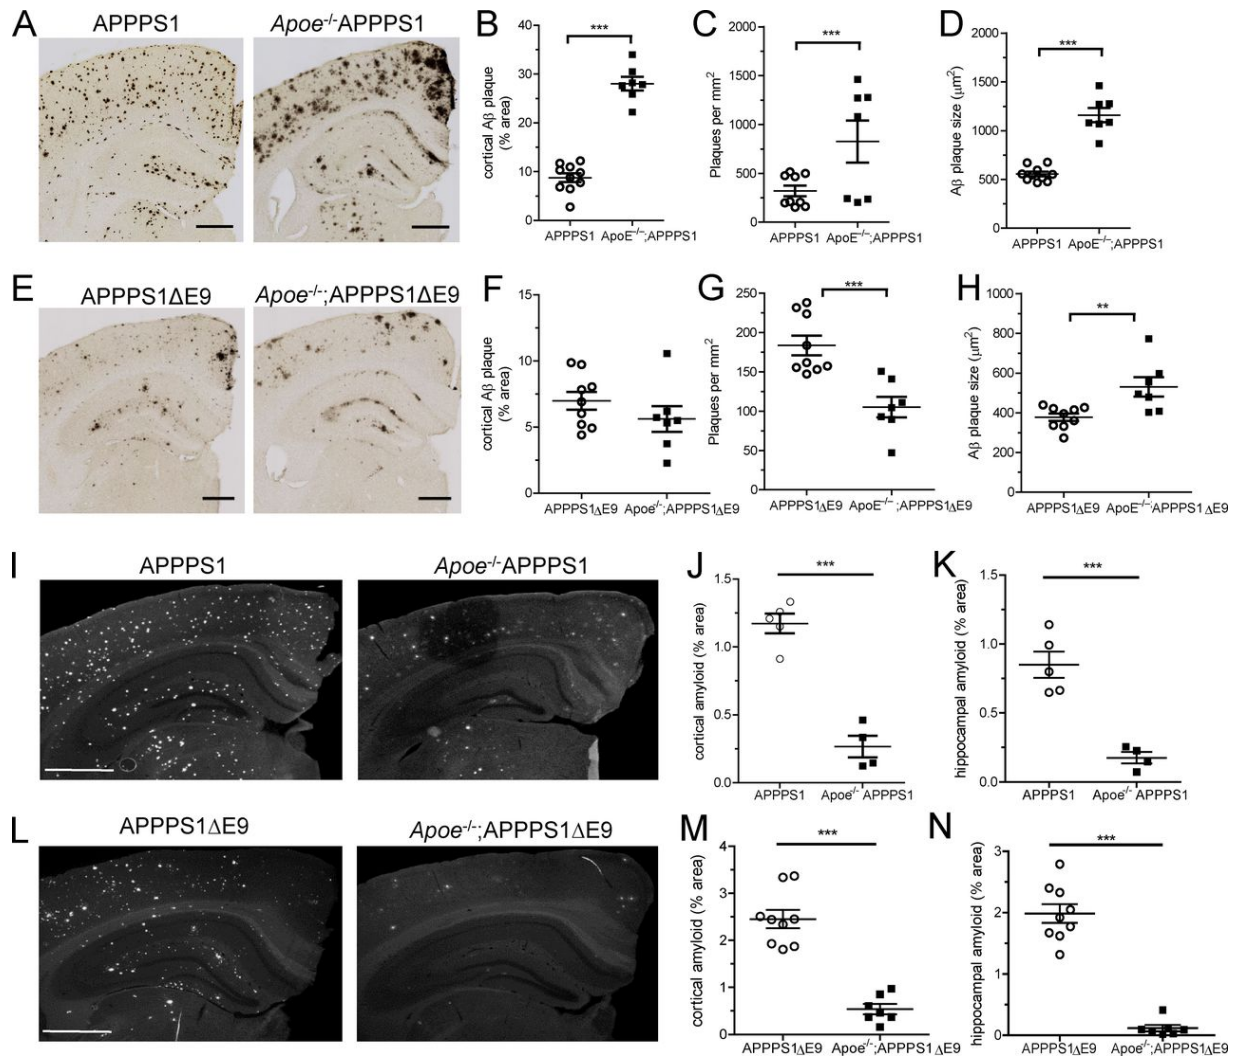 A
APPPS1
Apoe-/-APPPS1
B
cortical Aβ plaque
(% area)
40
30
20
10
0
***
APPPS1
ApoE-/-;APPPS1
C
Plaques per mm2
2000
1500
1000
500
0
***
APPPS1
ApoE-/-;APPPS1
D
Aβ plaque size (μm2)
2000
1500
1000
500
0
***
APPPS1
ApoE-/-;APPPS1
E
APPPS1ΔE9
Apoe-/-;APPPS1ΔE9
F
cortical Aβ plaque
(% area)
15
10
5
0
APPPS1ΔE9
Apoe-/-;APPPS1ΔE9
G
Plaques per mm2
250
200
150
100
50
0
***
APPPS1ΔE9
ApoE-/-;APPPS1ΔE9
H
Aβ plaque size (μm2)
1000
800
600
400
200
0
**
APPPS1ΔE9
ApoE-/-;APPPS1ΔE9
I
APPPS1
Apoe-/-APPPS1
J
cortical amyloid (% area)
1.5
1.0
0.5
0.0
***
APPPS1
Apoe-/- APPPS1
K
hippocampal amyloid (% area)
1.5
1.0
0.5
0.0
***
APPPS1
Apoe-/- APPPS1
L
APPPS1ΔE9
Apoe-/-;APPPS1ΔE9
M
cortical amyloid (% area)
4
3
2
1
0
***
APPPS1ΔE9
Apoe-/-;APPPS1ΔE9
N
hippocampal amyloid (% area)
3
2
1
0
***
APPPS1ΔE9
Apoe-/-;APPPS1ΔE9